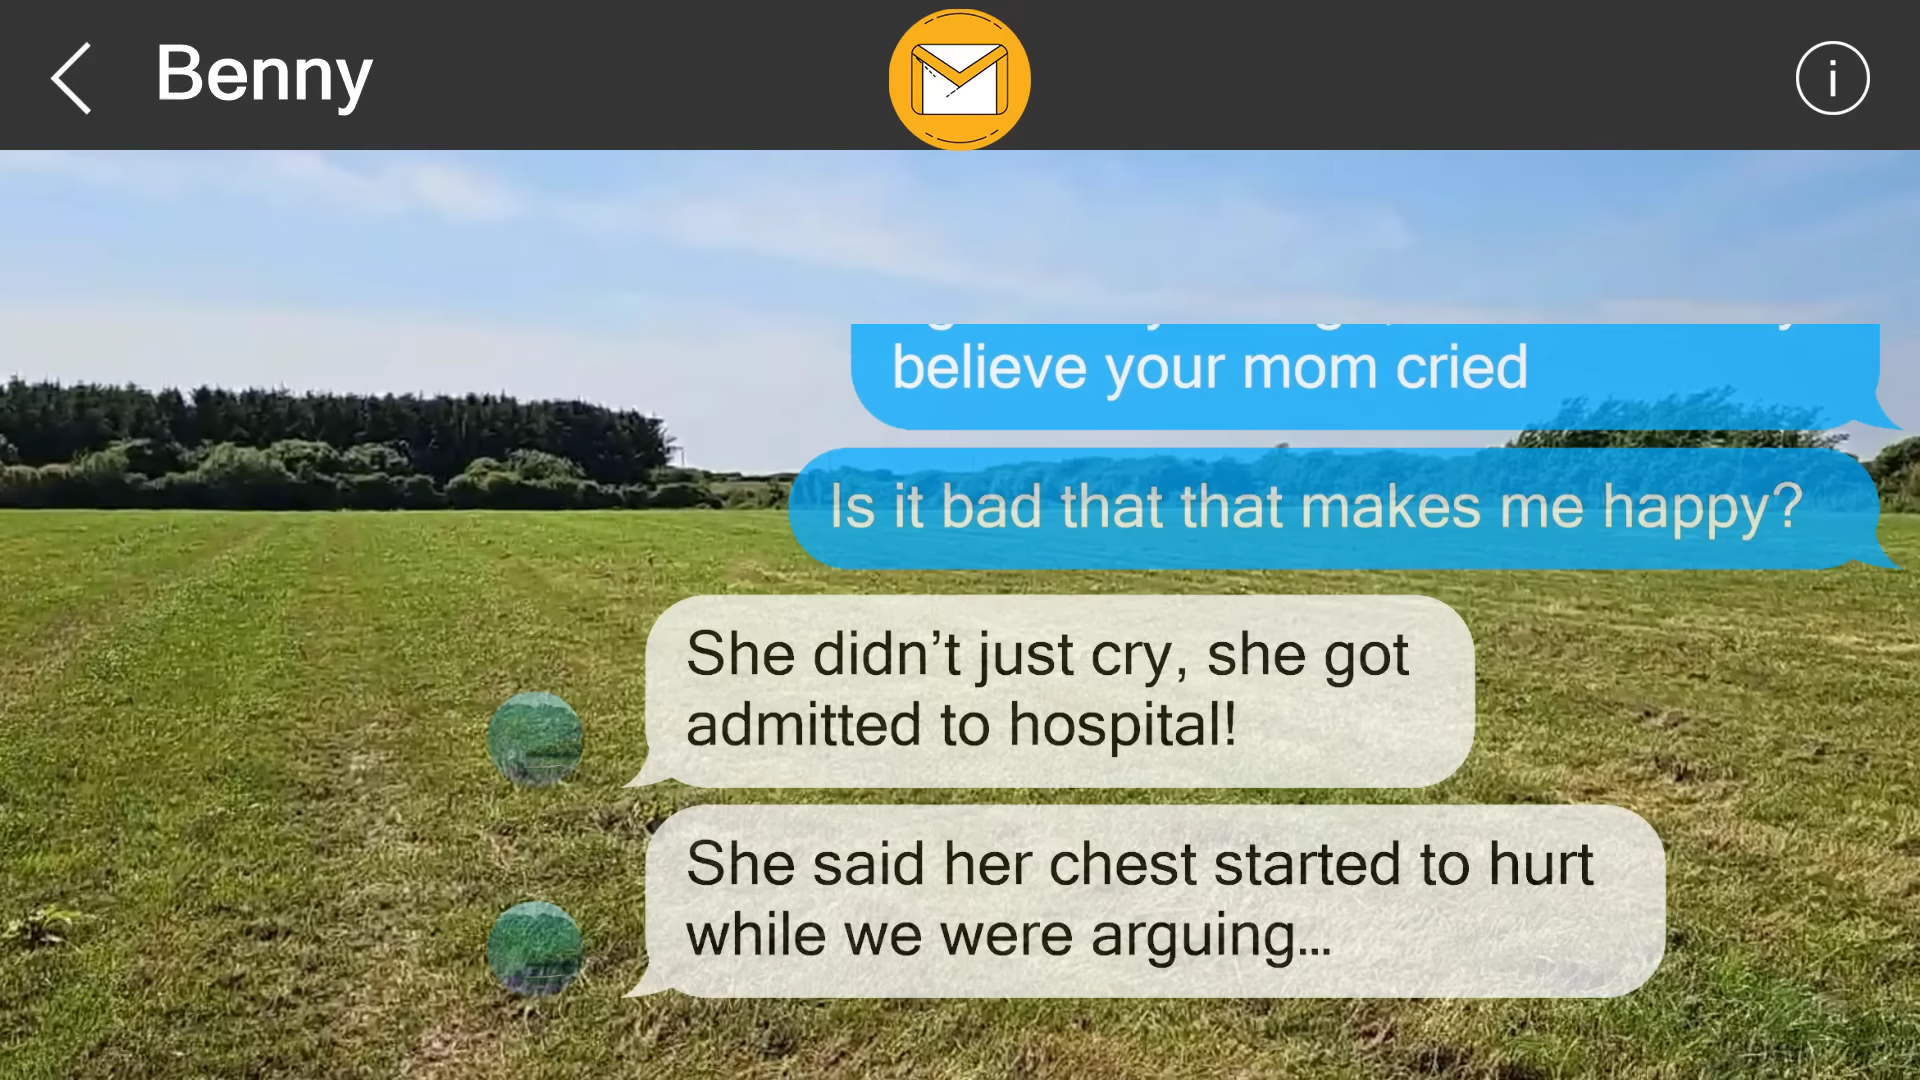 Benny
believe your mom cried
Is it bad that that makes me happy?
She didn’t just cry, she got
admitted to hospital!
She said her chest started to hurt
while we were arguing...